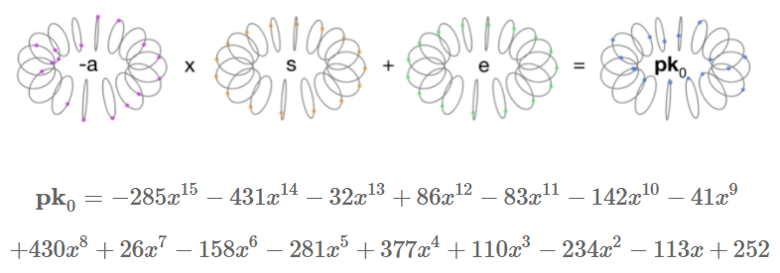 -a x s + e = pk₀
pk₀ = −285x¹⁵ − 431x¹⁴ − 32x¹³ + 86x¹² − 83x¹¹ − 142x¹⁰ − 41x⁹
+430x⁸ + 26x⁷ − 158x⁶ − 281x⁵ + 377x⁴ + 110x³ − 234x² − 113x + 252